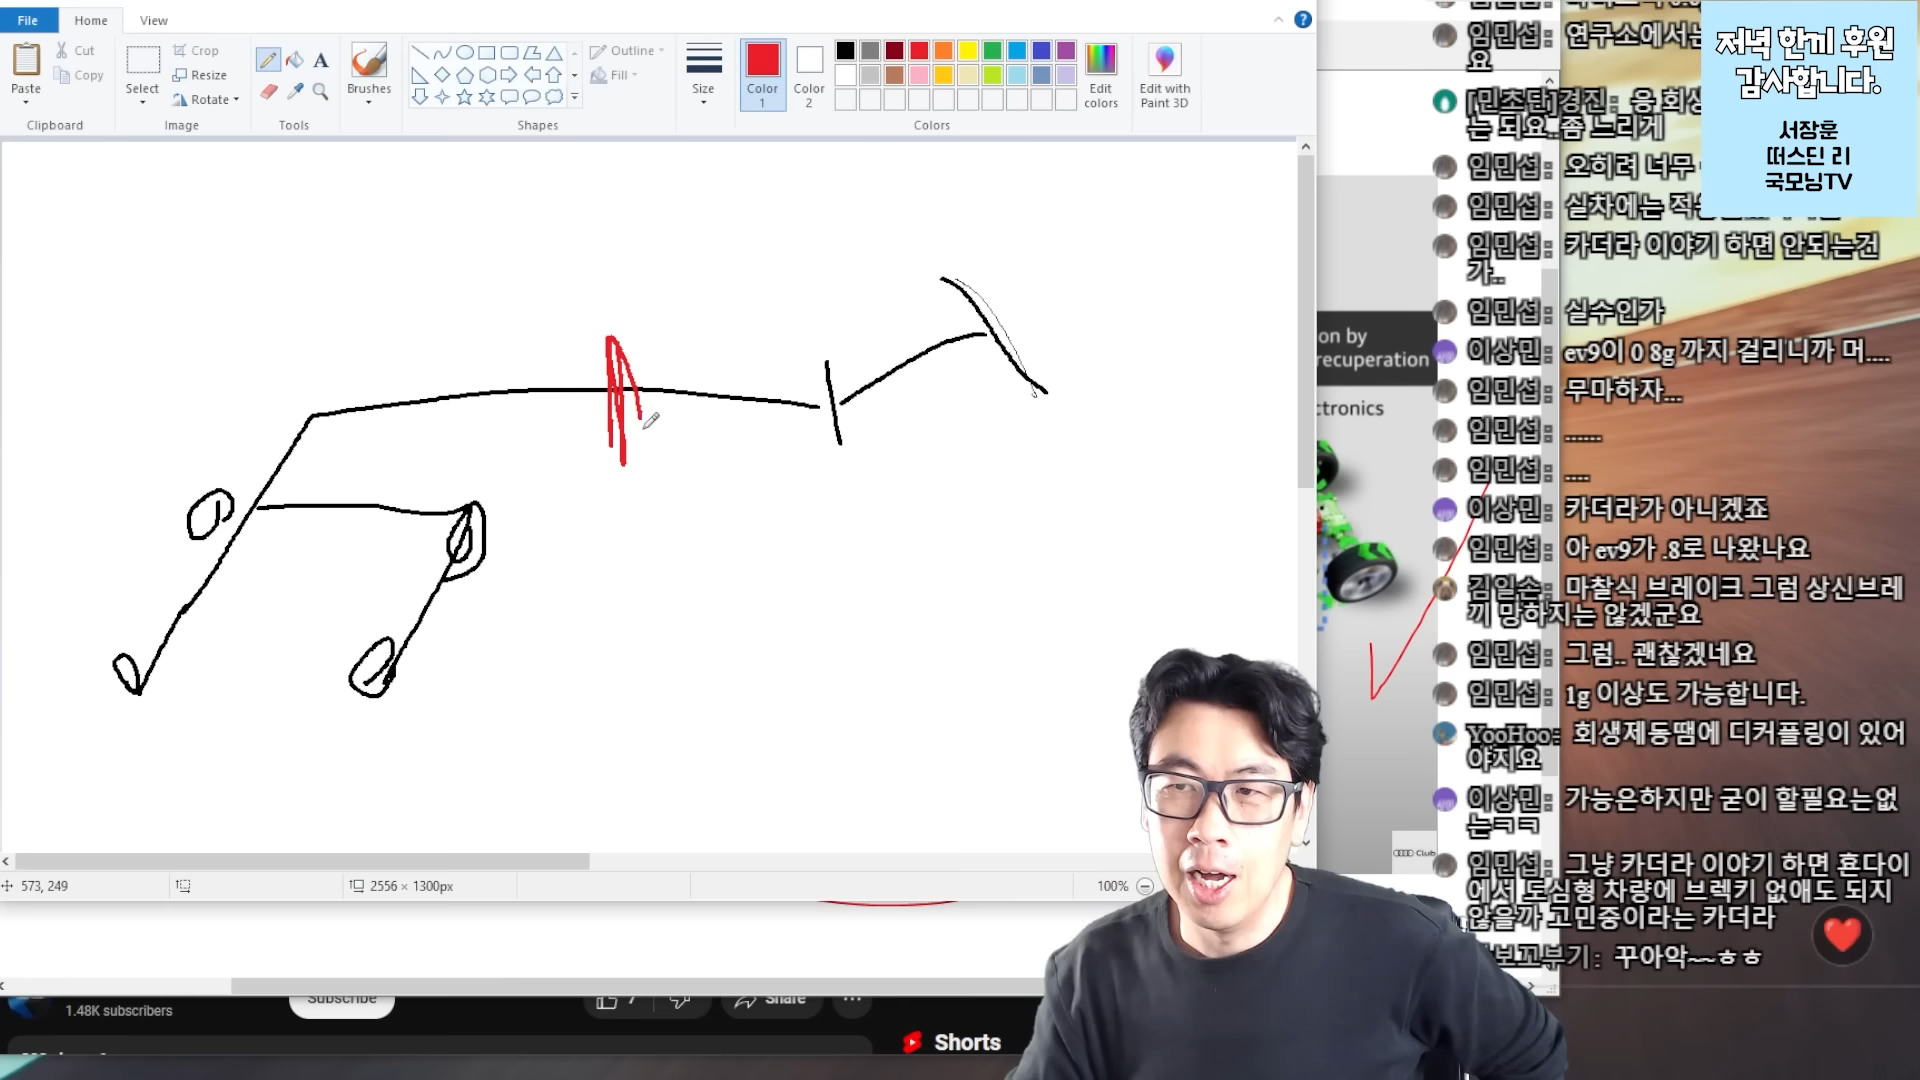 File Home View
Cut
Copy
Paste
Clipboard
Crop
Resize
Rotate
Select
Image
A
Tools
Brushes
Outline
Fill
Shapes
Size
Color 1
Color 2
Edit colors
Colors
Edit with Paint 3D
573, 249
2556 × 1300px
100%
1.48K subscribers
Subscribe
7
Share
Shorts
on by
recuperation
ctronics
Club
저녁 한끼 후원
감사합니다.
서장훈
떠스딘 리
국모닝TV
임민섭: 연구소에서는
요
[민초단]경진: 응 회생
는 되요..좀 느리게
임민섭: 오히려 너무
임민섭: 실차에는
임민섭: 카더라 이야기 하면 안되는건
가..
임민섭: 실수인가
이상민: ev9이 0 8g 까지 걸리니까 머....
임민섭: 무마하자...
임민섭: ......
임민섭: ....
이상민: 카더라가 아니겠죠
임민섭: 아 ev9가 .8로 나왔나요
김일손: 마찰식 브레이크 그럼 상신브레
끼 망하지는 않겠군요
임민섭: 그럼.. 괜찮겠네요
임민섭: 1g 이상도 가능합니다.
YooHoo: 회생제동땜에 디커플링이 있어
야지요
이상민: 가능은하지만 굳이 할필요는없
는ㅋㅋ
임민섭: 그냥 카더라 이야기 하면 횬다이
에서 도심형 차량에 브렉키 없애도 되지
않을까 고민중이라는 카더라
보꼬부기: 꾸아악~~ㅎㅎ